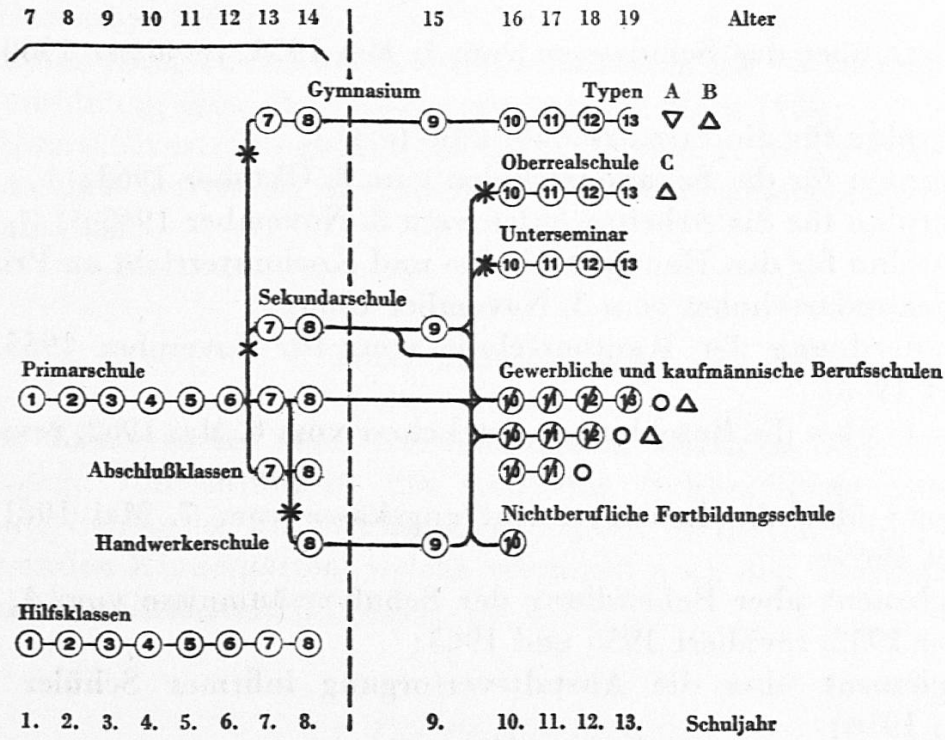 7 8 9 10 11 12 13 14 15 16 17 18 19 Alter
Gymnasium Typen A B
7 8 9 10 11 12 13
Oberrealschule C
10 11 12 13
Unterseminar
10 11 12 13
Sekundarschule
7 8 9
Primarschule Gewerbliche und kaufmännische Berufsschulen
1 2 3 4 5 6 7 8 10 11 12 13
10 11 12
Abschlußklassen 7 8 10 11
Nichtberufliche Fortbildungsschule
Handwerkerschule 8 9 10
Hilfsklassen
1 2 3 4 5 6 7 8
1. 2. 3. 4. 5. 6. 7. 8. 9. 10. 11. 12. 13. Schuljahr